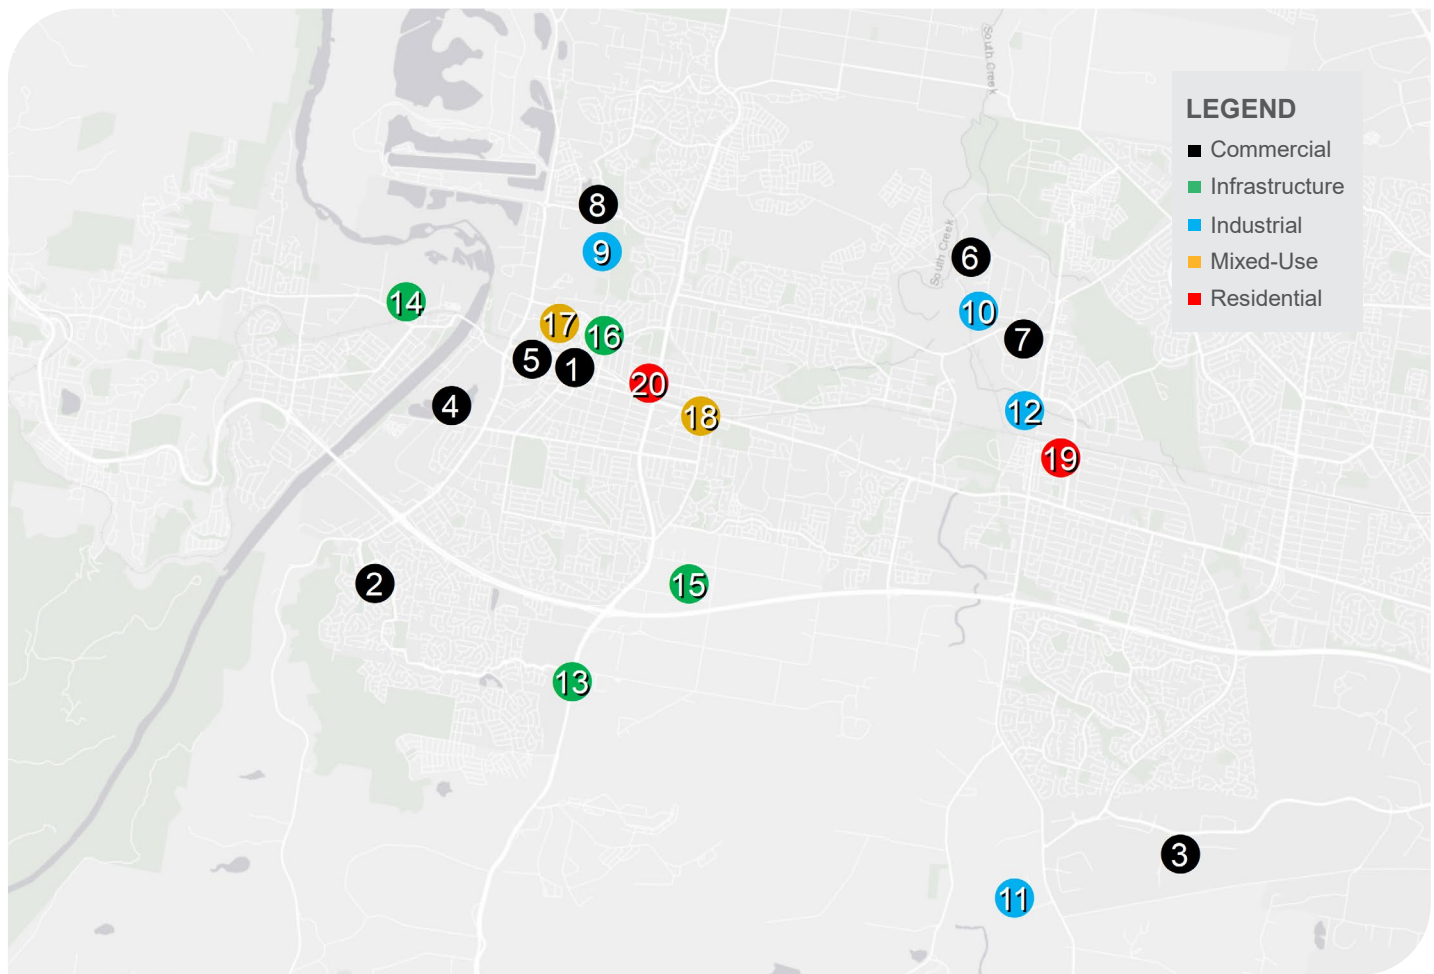 South Creek
LEGEND
Commercial
Infrastructure
Industrial
Mixed-Use
Residential
8
9
South Creek
6
14
10
17
16
7
5
1
20
4
12
18
19
2
15
13
3
11